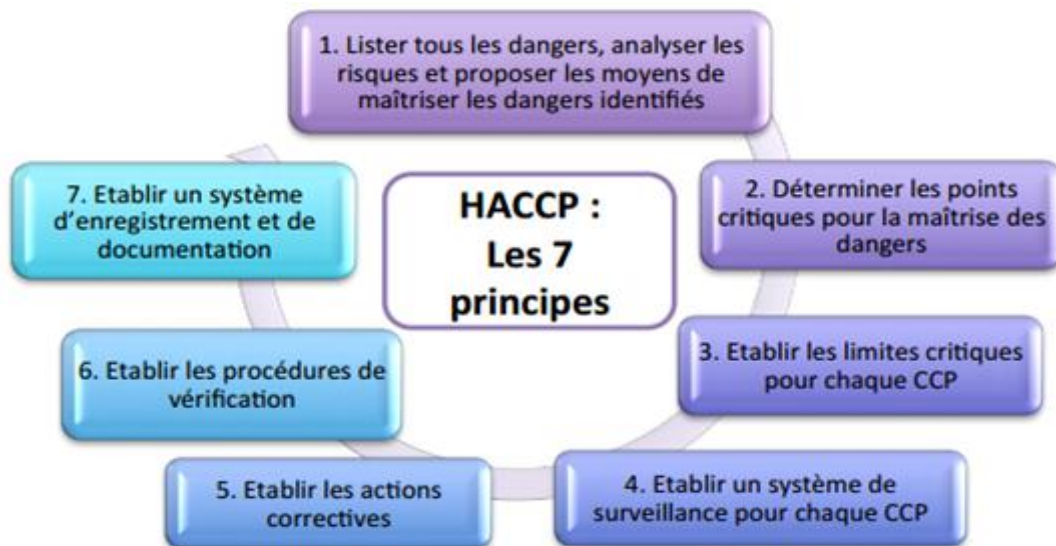 1. Lister tous les dangers, analyser les
risques et proposer les moyens de
maîtriser les dangers identifiés
HACCP :
Les 7
principes
2. Déterminer les points
critiques pour la maîtrise des
dangers
3. Etablir les limites critiques
pour chaque CCP
4. Etablir un système de
surveillance pour chaque CCP
5. Etablir les actions
correctives
6. Etablir les procédures de
vérification
7. Etablir un système
d’enregistrement et de
documentation